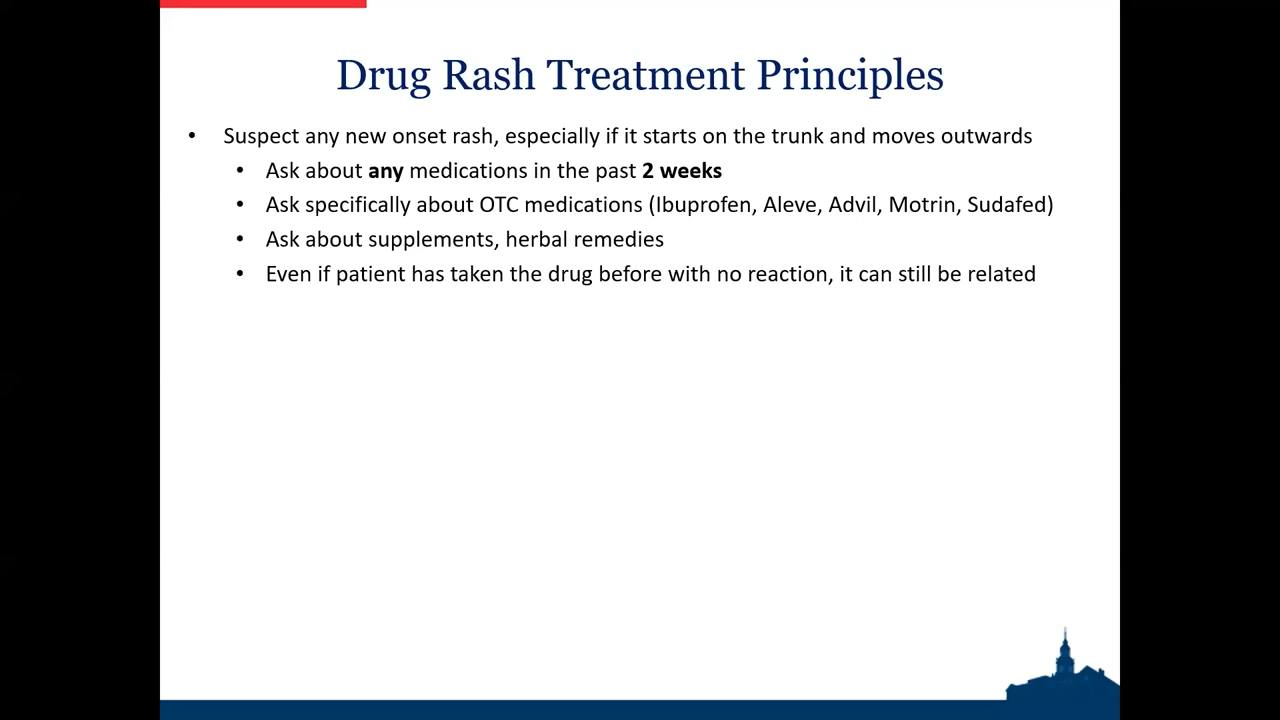 Drug Rash Treatment Principles
• Suspect any new onset rash, especially if it starts on the trunk and moves outwards
• Ask about any medications in the past 2 weeks
• Ask specifically about OTC medications (Ibuprofen, Aleve, Advil, Motrin, Sudafed)
• Ask about supplements, herbal remedies
• Even if patient has taken the drug before with no reaction, it can still be related